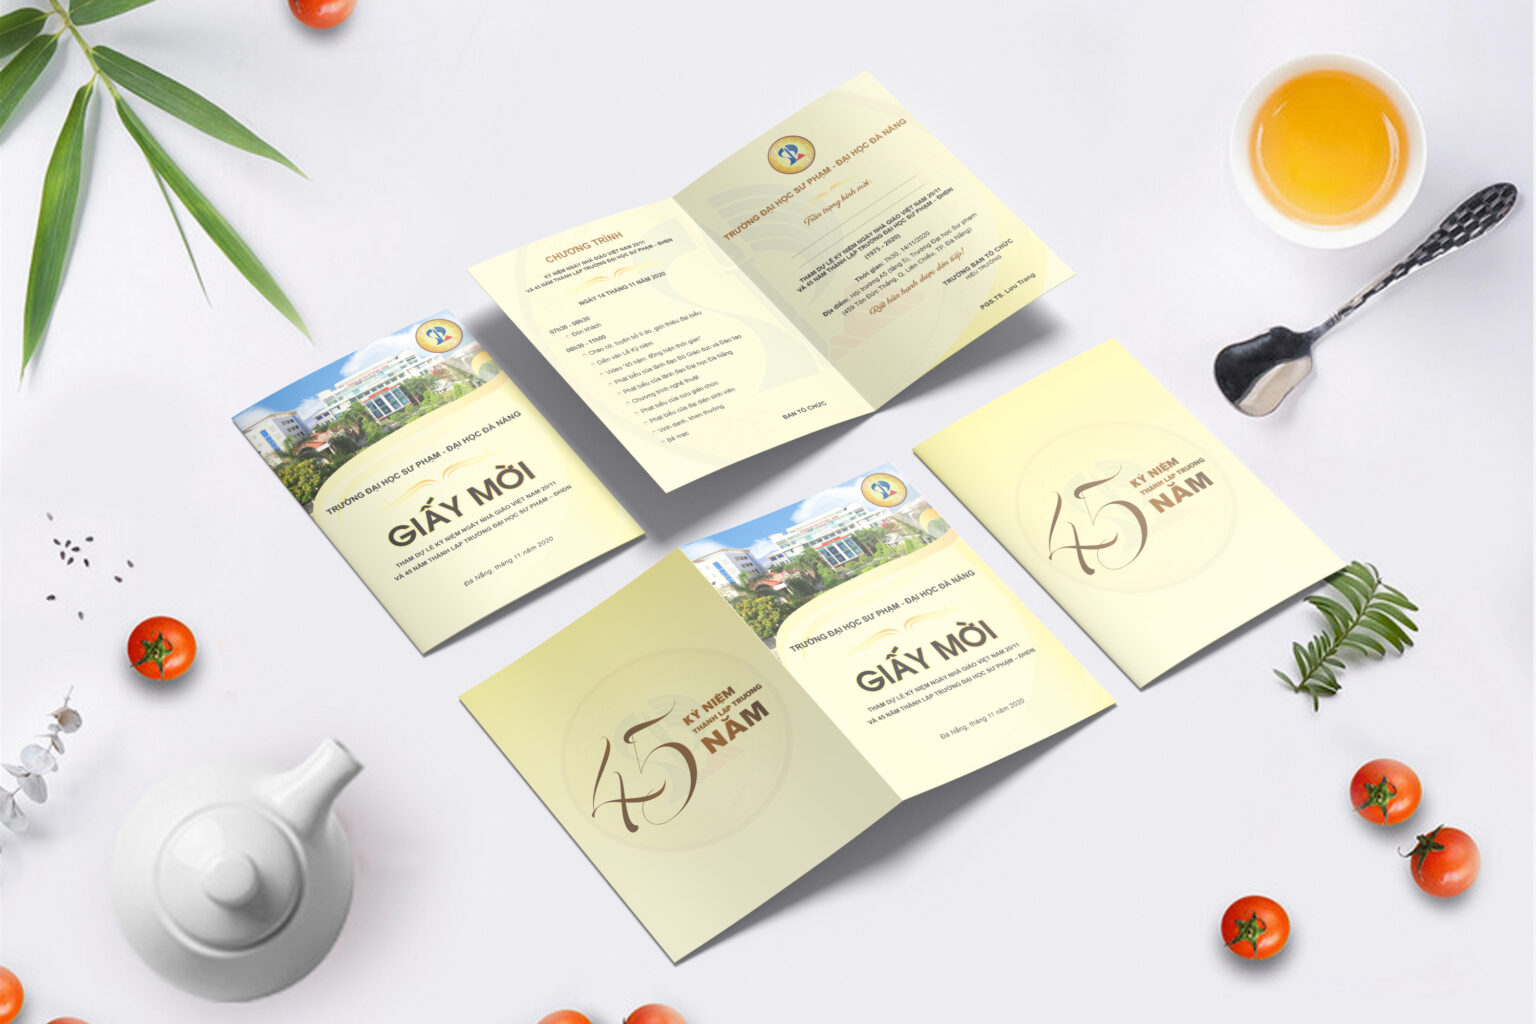 CHƯƠNG TRÌNH
KỶ NIỆM NGÀY NHÀ GIÁO VIỆT NAM 20/11
VÀ 45 NĂM THÀNH LẬP TRƯỜNG ĐẠI HỌC SƯ PHẠM – ĐHĐN
NGÀY 14 THÁNG 11 NĂM 2020
07h30 - 08h30
Đón khách
08h30 - 11h00
Chào cờ, tuyên bố lí do, giới thiệu đại biểu
Diễn văn Lễ Kỷ niệm
Video "45 năm: đồng hiện thời gian"
Phát biểu của lãnh đạo Bộ Giáo dục và Đào tạo
Phát biểu của lãnh đạo Đại học Đà Nẵng
Chương trình nghệ thuật
Phát biểu của cựu giáo chức
Phát biểu của đại diện sinh viên
Vinh danh, khen thưởng
Bế mạc
BAN TỔ CHỨC
TRƯỜNG ĐẠI HỌC SƯ PHẠM - ĐẠI HỌC ĐÀ NẴNG
Trân trọng kính mời:
THAM DỰ LỄ KỶ NIỆM NGÀY NHÀ GIÁO VIỆT NAM 20/11
VÀ 45 NĂM THÀNH LẬP TRƯỜNG ĐẠI HỌC SƯ PHẠM – ĐHĐN
(1975 - 2020)
Thời gian: 7h30, 14/11/2020
Địa điểm: Hội trường A5 (tầng 5), Trường Đại học Sư phạm
(459 Tôn Đức Thắng, Q. Liên Chiểu, TP. Đà Nẵng)
Rất hân hạnh được đón tiếp!
TRƯỞNG BAN TỔ CHỨC
HIỆU TRƯỞNG
PGS.TS. Lưu Trang
TRƯỜNG ĐẠI HỌC SƯ PHẠM - ĐẠI HỌC ĐÀ NẴNG
GIẤY MỜI
THAM DỰ LỄ KỶ NIỆM NGÀY NHÀ GIÁO VIỆT NAM 20/11
VÀ 45 NĂM THÀNH LẬP TRƯỜNG ĐẠI HỌC SƯ PHẠM – ĐHĐN
Đà Nẵng, tháng 11 năm 2020
45
KỶ NIỆM
THÀNH LẬP TRƯỜNG
NĂM
TRƯỜNG ĐẠI HỌC SƯ PHẠM - ĐẠI HỌC ĐÀ NẴNG
GIẤY MỜI
THAM DỰ LỄ KỶ NIỆM NGÀY NHÀ GIÁO VIỆT NAM 20/11
VÀ 45 NĂM THÀNH LẬP TRƯỜNG ĐẠI HỌC SƯ PHẠM – ĐHĐN
Đà Nẵng, tháng 11 năm 2020
45
KỶ NIỆM
THÀNH LẬP TRƯỜNG
NĂM